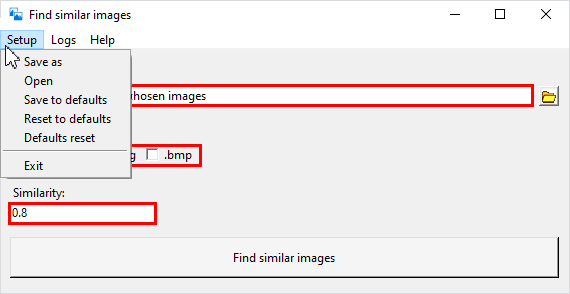 Find similar images
Setup Logs Help
Save as
Open
Save to defaults
Reset to defaults
Defaults reset
Exit
images
.bmp
Similarity:
0.8
Find similar images